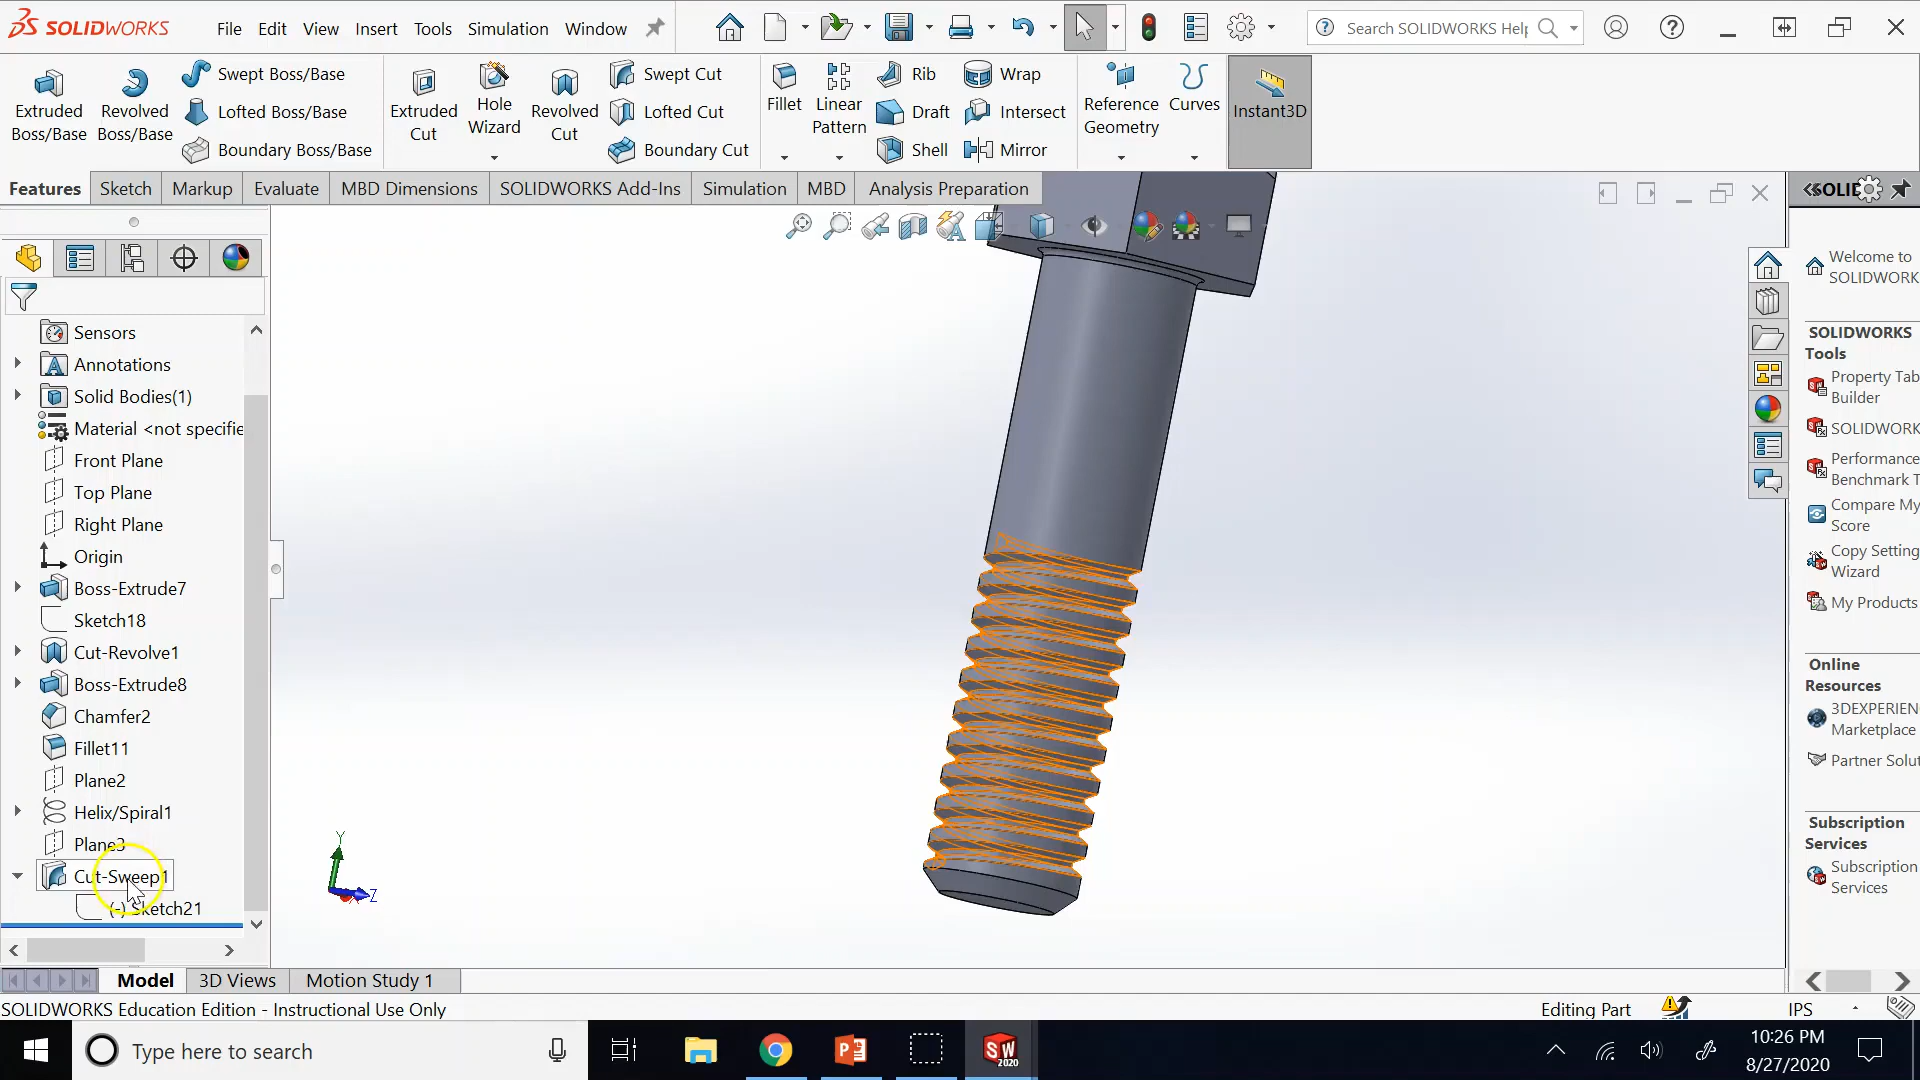 SOLIDWORKS
File Edit View Insert Tools Simulation Window
Search SOLIDWORKS Help
Extruded Boss/Base
Revolved Boss/Base
Swept Boss/Base
Lofted Boss/Base
Boundary Boss/Base
Extruded Cut
Hole Wizard
Revolved Cut
Swept Cut
Lofted Cut
Boundary Cut
Fillet
Linear Pattern
Rib
Draft
Shell
Wrap
Intersect
Mirror
Reference Geometry
Curves
Instant3D
Features Sketch Markup Evaluate MBD Dimensions SOLIDWORKS Add-Ins Simulation MBD Analysis Preparation
Sensors
Annotations
Solid Bodies(1)
Material <not specifie
Front Plane
Top Plane
Right Plane
Origin
Boss-Extrude7
Sketch18
Cut-Revolve1
Boss-Extrude8
Chamfer2
Fillet11
Plane2
Helix/Spiral1
Plane3
Cut-Sweep1
(-) Sketch21
Y
Z
X
SOLID
Welcome to
SOLIDWORK
SOLIDWORKS
Tools
Property Tab
Builder
SOLIDWORK
Performance
Benchmark T
Compare My
Score
Copy Setting
Wizard
My Products
Online
Resources
3DEXPERIEN
Marketplace
Partner Solut
Subscription
Services
Subscription
Services
Model 3D Views Motion Study 1
SOLIDWORKS Education Edition - Instructional Use Only
Editing Part
IPS
Type here to search
SW
2020
10:26 PM
8/27/2020